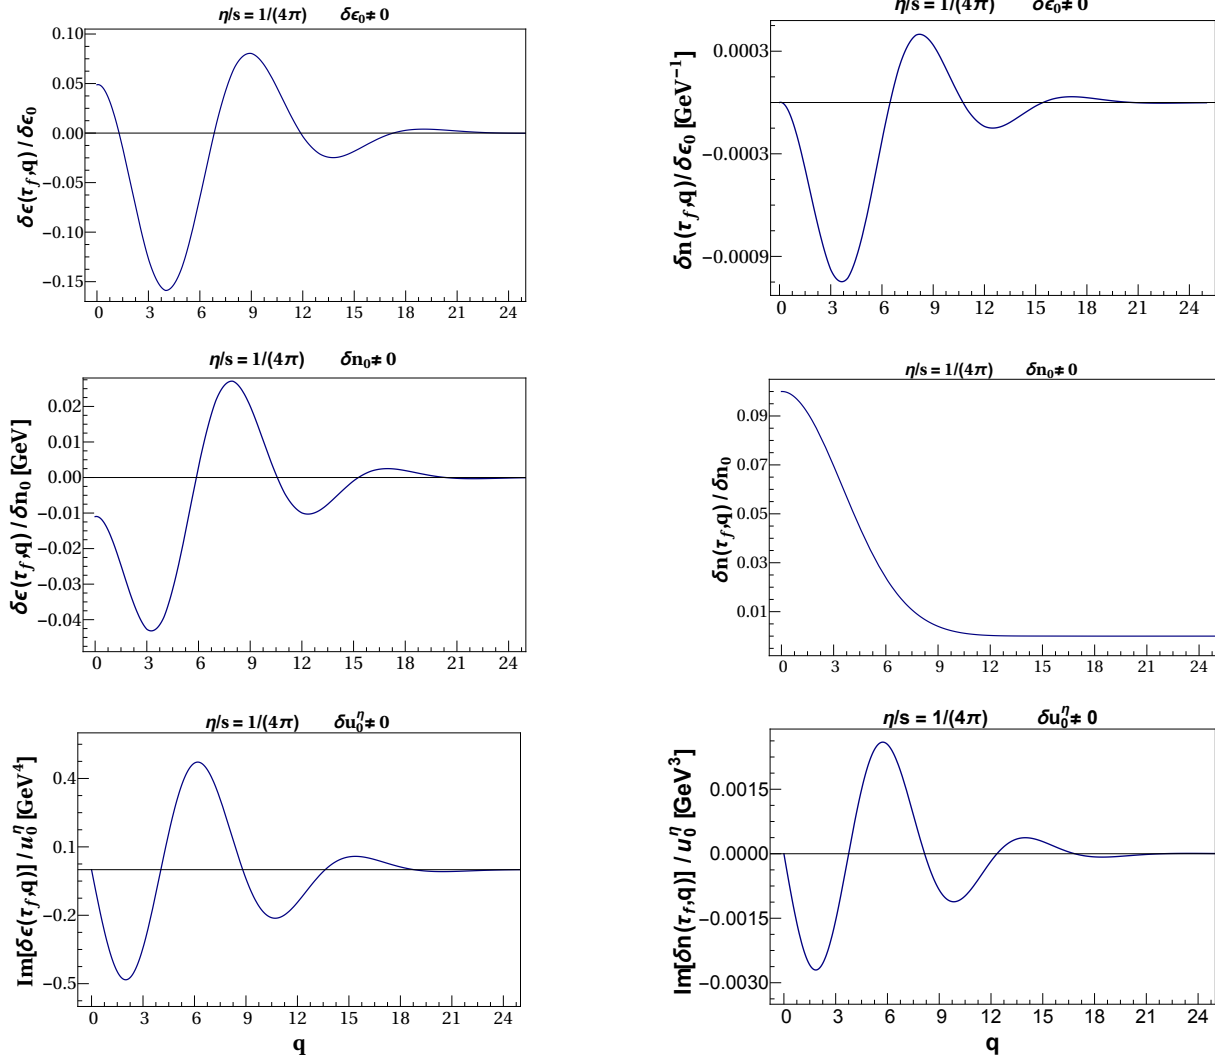 η/s = 1/(4π) δϵ₀≠ 0
0.10
0.05
0.00
-0.05
-0.10
-0.15
δϵ(τ_f,q) / δϵ₀
0 3 6 9 12 15 18 21 24
η/s = 1/(4π) δϵ₀≠ 0
0.0003
-0.0003
-0.0009
δn(τ_f,q)/ δϵ₀ [GeV⁻¹]
0 3 6 9 12 15 18 21 24
η/s = 1/(4π) δn₀≠ 0
0.02
0.01
0.00
-0.01
-0.02
-0.03
-0.04
δϵ(τ_f,q) / δn₀ [GeV]
0 3 6 9 12 15 18 21 24
η/s = 1/(4π) δn₀≠ 0
0.09
0.07
0.05
0.03
0.01
δn(τ_f,q) / δn₀
0 3 6 9 12 15 18 21 24
η/s = 1/(4π) δu₀^η≠ 0
0.4
0.1
-0.2
-0.5
Im[δϵ(τ_f,q)] / u₀^η [GeV⁴]
0 3 6 9 12 15 18 21 24
q
η/s = 1/(4π) δu₀^η≠ 0
0.0015
0.0000
-0.0015
-0.0030
Im[δn(τ_f,q)] / u₀^η [GeV³]
0 3 6 9 12 15 18 21 24
q